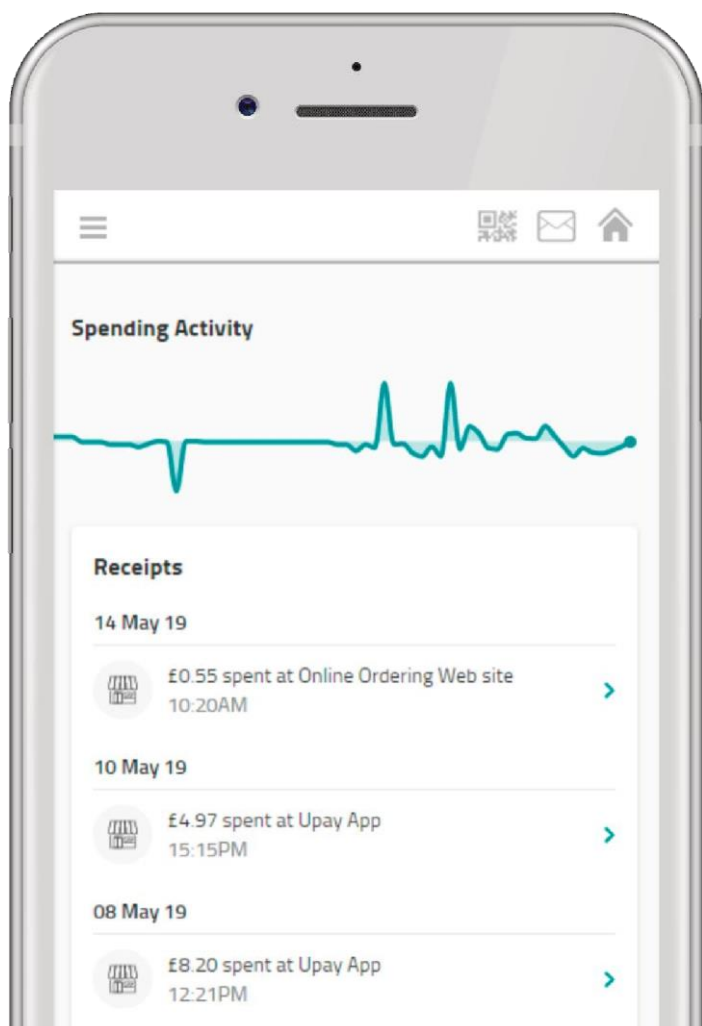 Spending Activity
Receipts
14 May 19
£0.55 spent at Online Ordering Web site
10:20AM
10 May 19
£4.97 spent at Upay App
15:15PM
08 May 19
£8.20 spent at Upay App
12:21PM